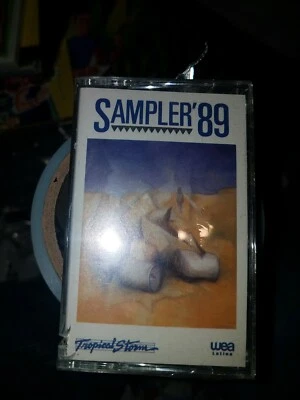 SAMPLER'89
Tropical Storm
wea
Latina